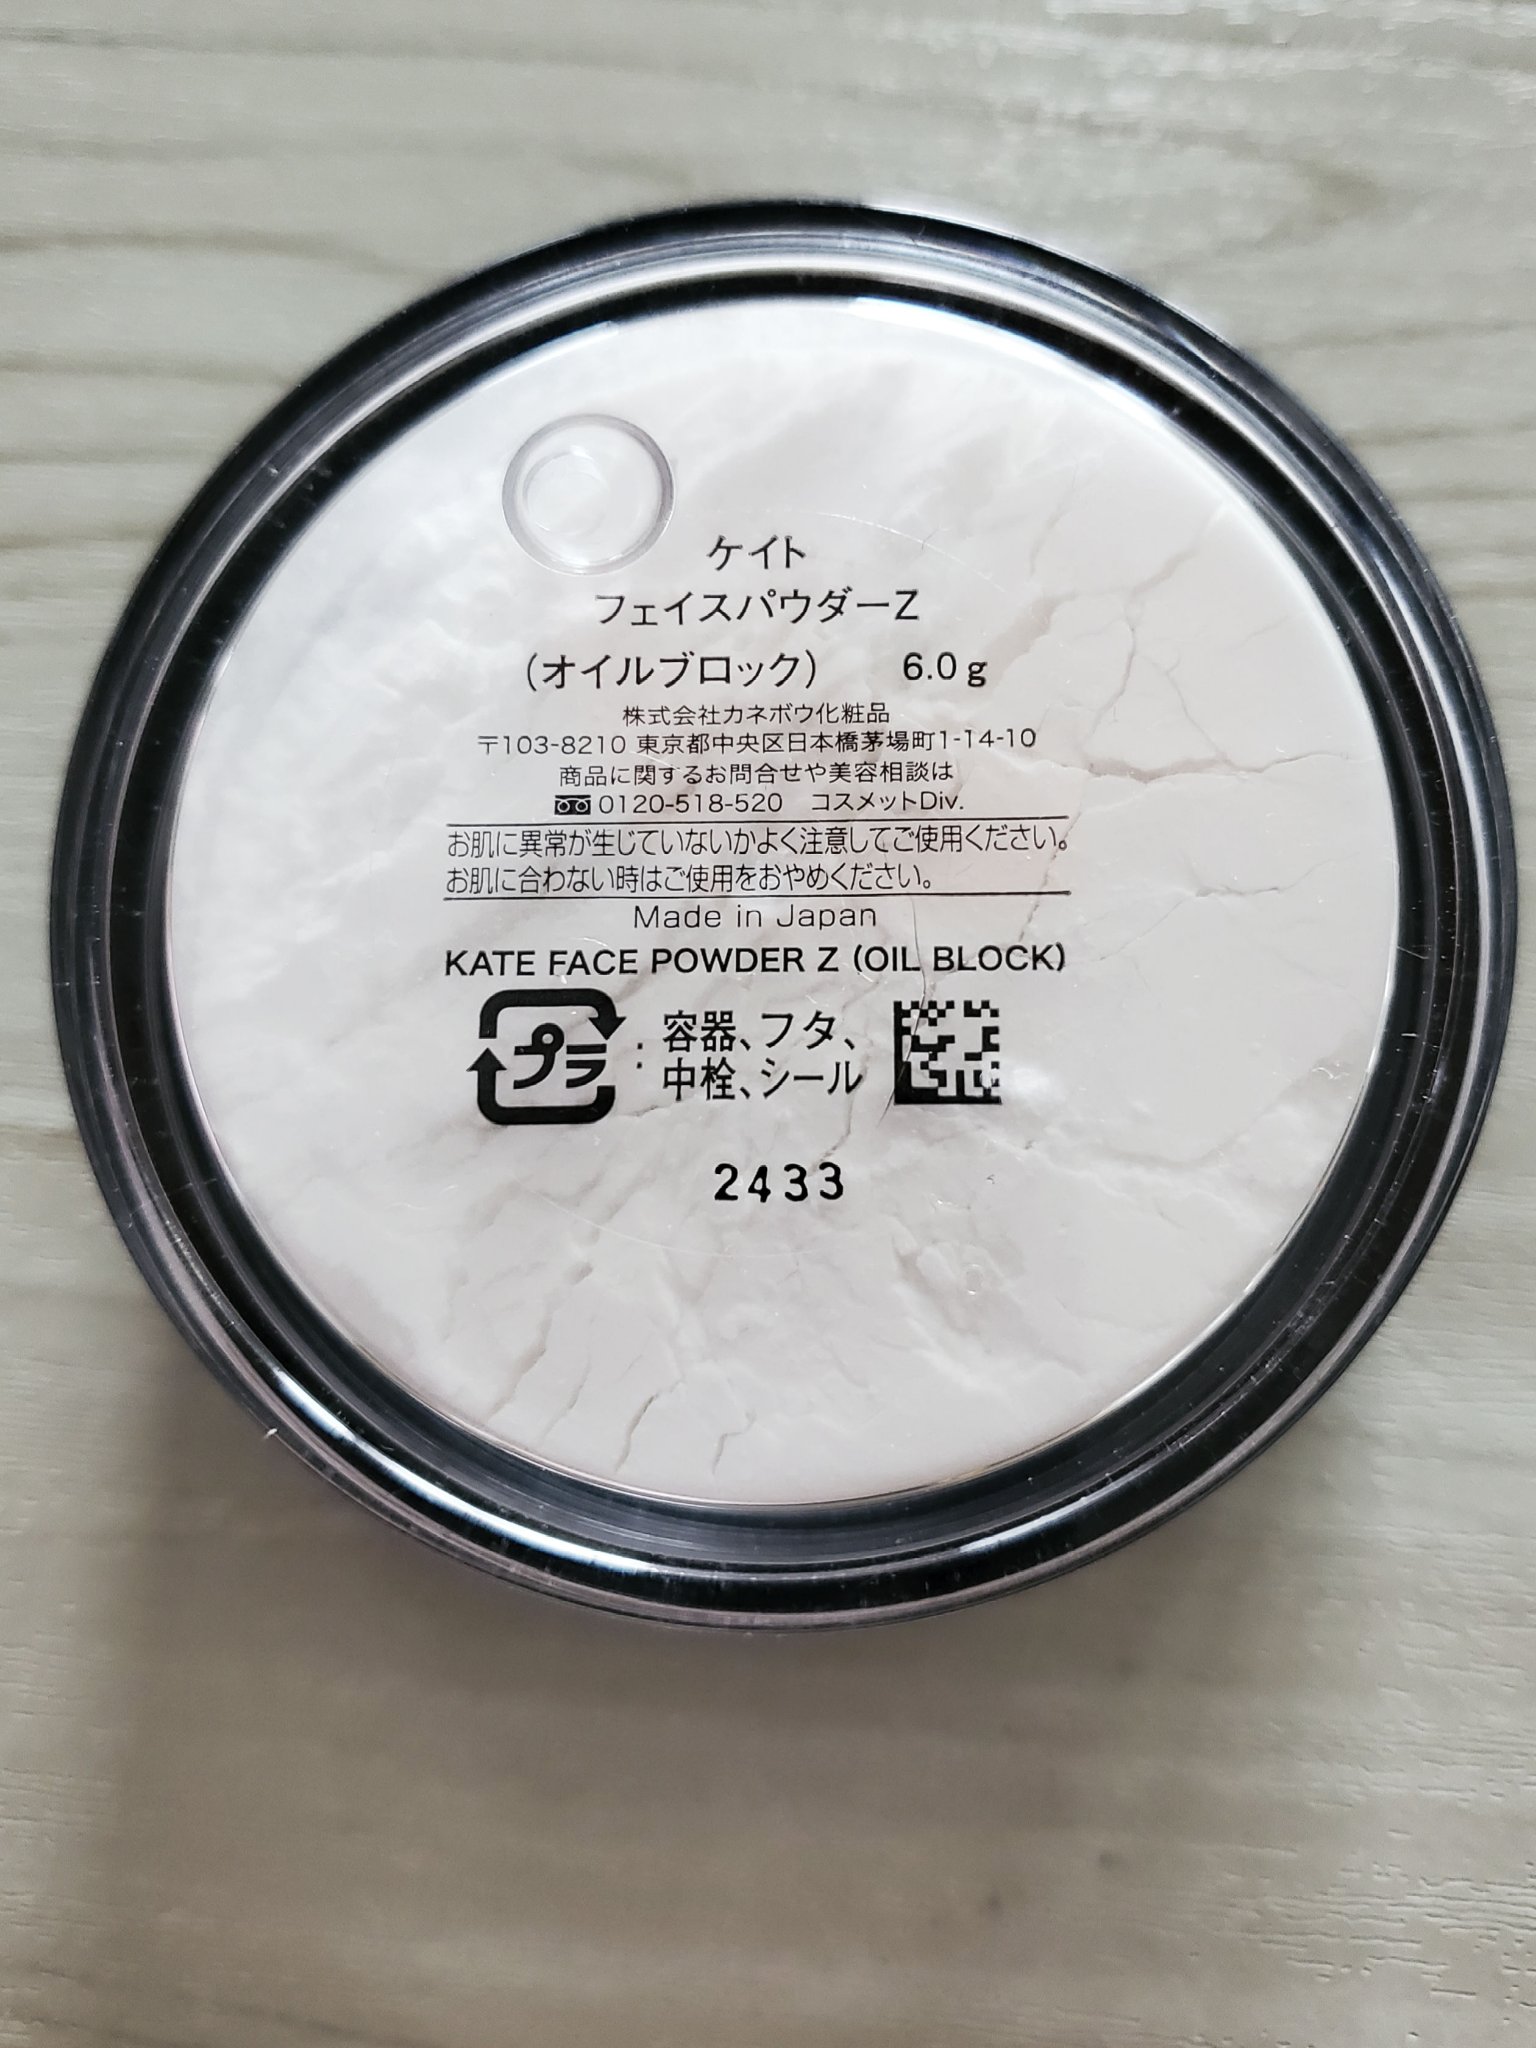 ケイト
フェイスパウダーZ
(オイルブロック) 6.0g
株式会社カネボウ化粧品
〒103-8210 東京都中央区日本橋茅場町1-14-10
商品に関するお問合せや美容相談は
0120-518-520 コスメットDiv.
お肌に異常が生じていないかよく注意してご使用ください。
お肌に合わない時はご使用をおやめください。
Made in Japan
KATE FACE POWDER Z (OIL BLOCK)
プラ : 容器、フタ、
中栓、シール
2433